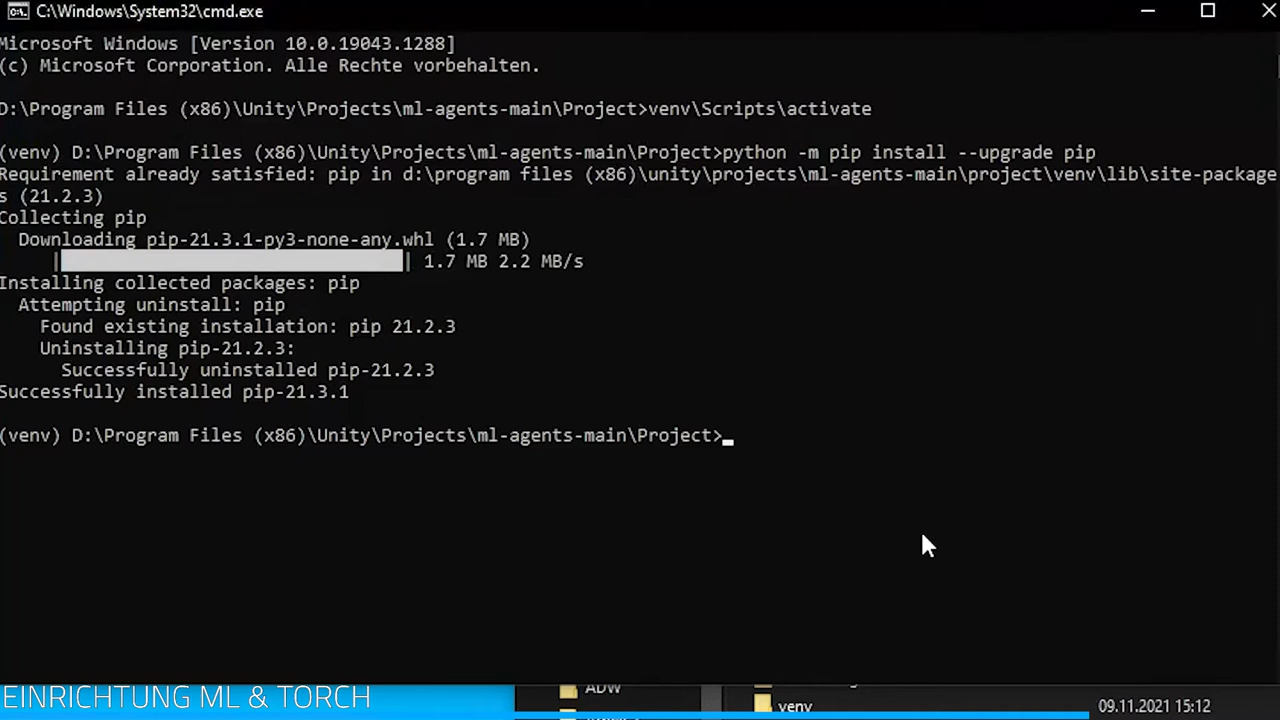 C:\Windows\System32\cmd.exe
Microsoft Windows [Version 10.0.19043.1288]
(c) Microsoft Corporation. Alle Rechte vorbehalten.
D:\Program Files (x86)\Unity\Projects\ml-agents-main\Project>venv\Scripts\activate
(venv) D:\Program Files (x86)\Unity\Projects\ml-agents-main\Project>python -m pip install --upgrade pip
Requirement already satisfied: pip in d:\program files (x86)\unity\projects\ml-agents-main\project\venv\lib\site-package
s (21.2.3)
Collecting pip
Downloading pip-21.3.1-py3-none-any.whl (1.7 MB)
| | 1.7 MB 2.2 MB/s
Installing collected packages: pip
Attempting uninstall: pip
Found existing installation: pip 21.2.3
Uninstalling pip-21.2.3:
Successfully uninstalled pip-21.2.3
Successfully installed pip-21.3.1
(venv) D:\Program Files (x86)\Unity\Projects\ml-agents-main\Project>
EINRICHTUNG ML & TORCH
ADW
venv
09.11.2021 15:12